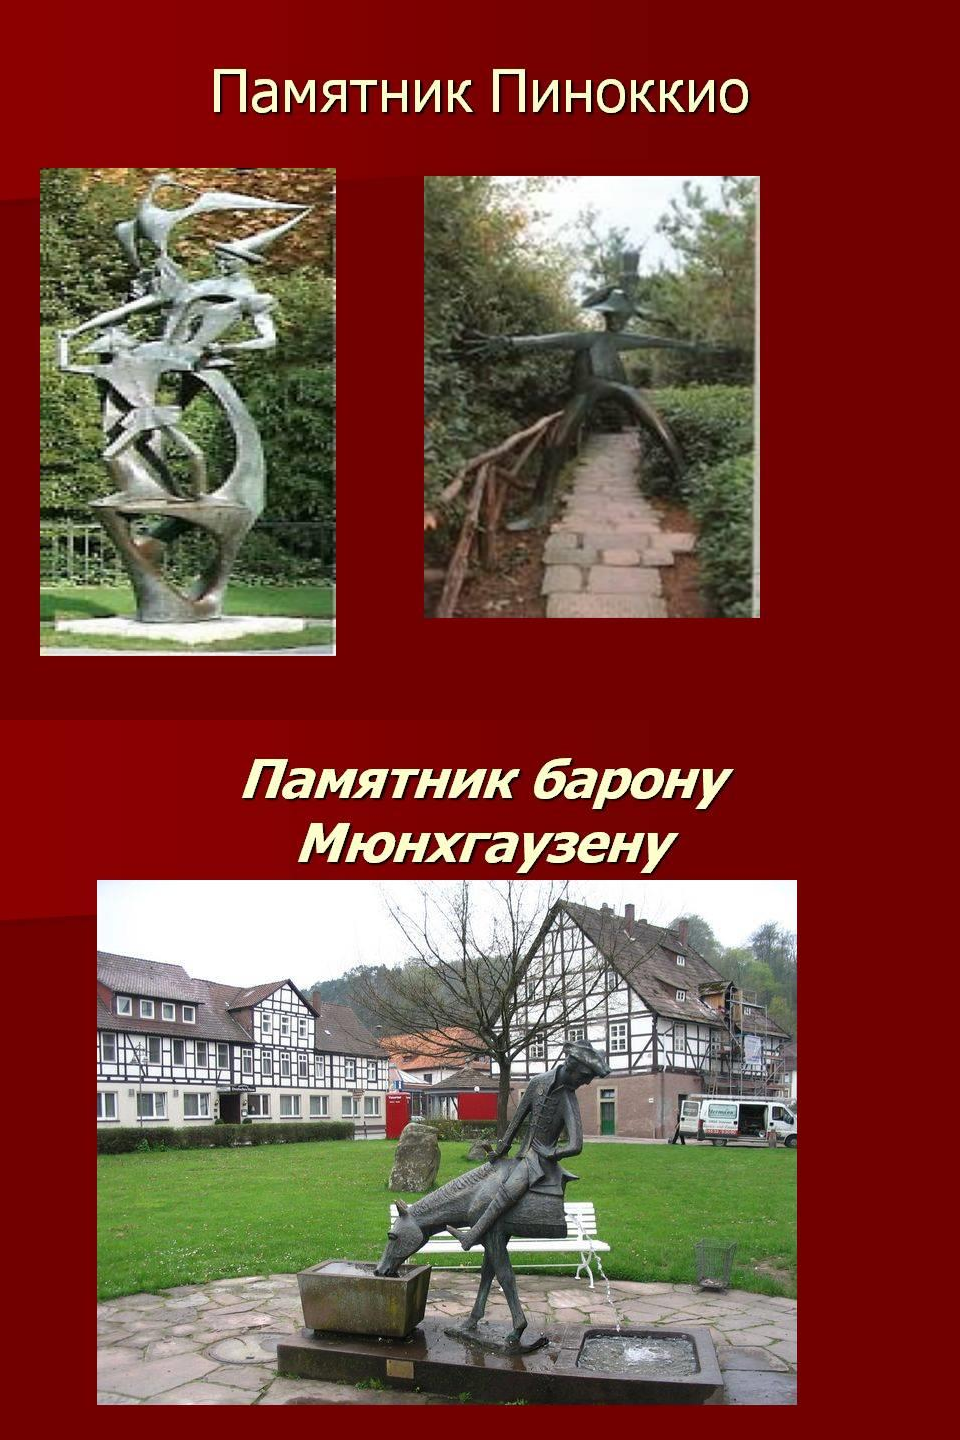 Памятник Пиноккио
Памятник барону
Мюнхгаузену